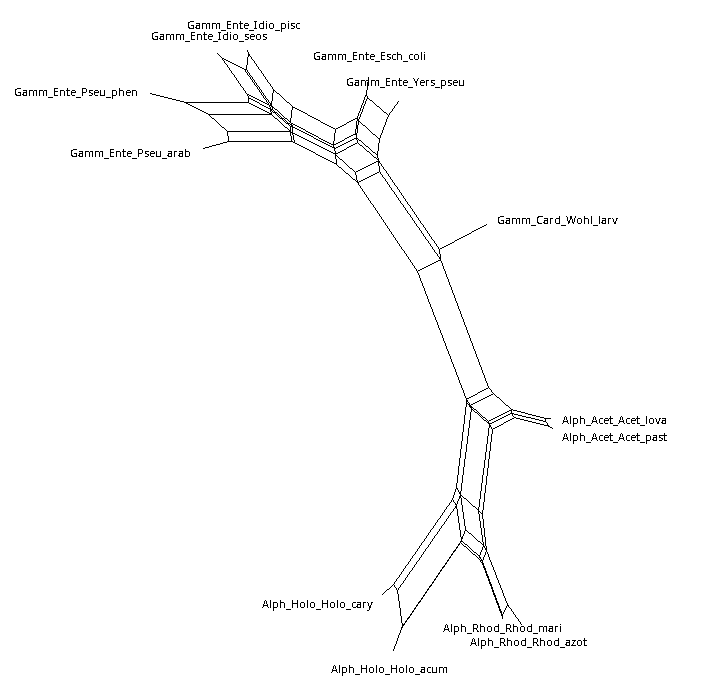 Gamm_Ente_Idio_pisc
Gamm_Ente_Idio_seos
Gamm_Ente_Esch_coli
Gamm_Ente_Yers_pseu
Gamm_Ente_Pseu_phen
Gamm_Ente_Pseu_arab
Gamm_Card_Wohl_larv
Alph_Acet_Acet_lova
Alph_Acet_Acet_past
Alph_Holo_Holo_cary
Alph_Rhod_Rhod_mari
Alph_Rhod_Rhod_azot
Alph_Holo_Holo_acum